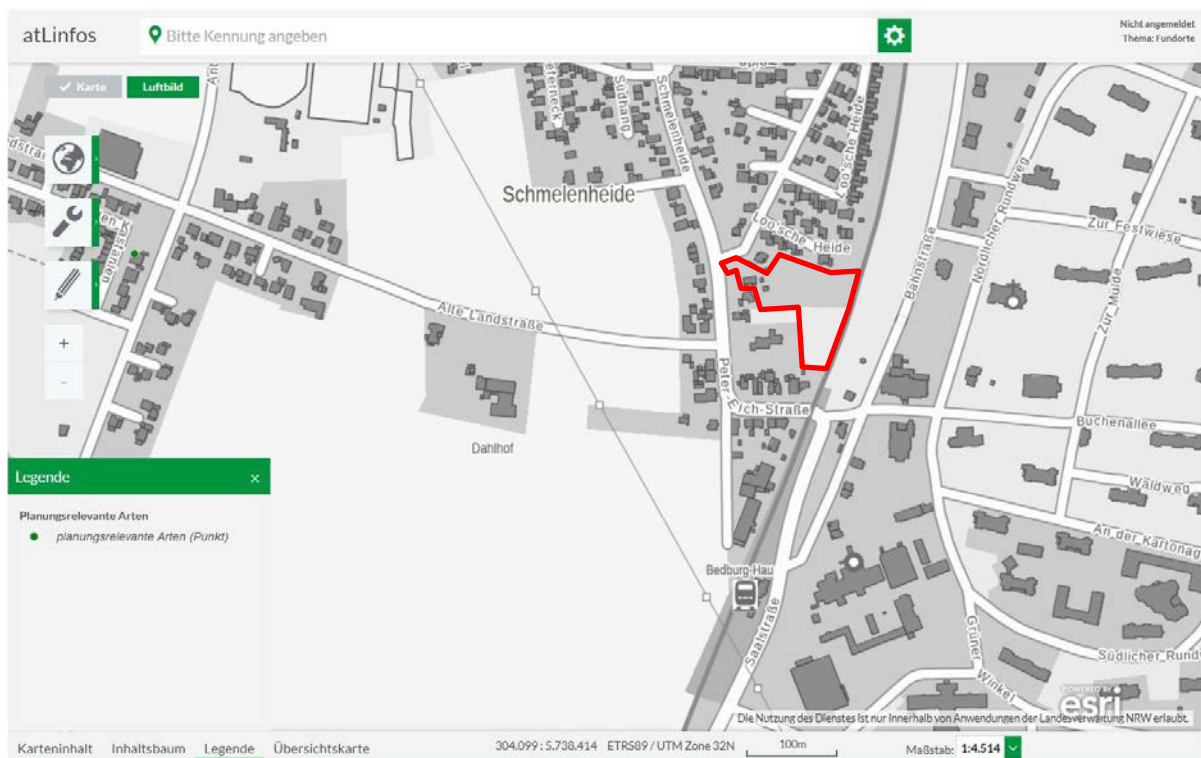 atLinfos
Bitte Kennung angeben
Nicht angemeldet
Thema: Fundorte
Karte
Luftbild
Südhang
Schmelenheide
Loo'sche Heide
Schmelenheide
Loo'sche Heide
Nördlicher Rundweg
Zur Festwiese
Bahnstraße
Zur Mulde
Alte Landstraße
Peter-Eich-Straße
Buchenallee
Dahlhof
Waldweg
An der Kartonag
Legende
×
Planungsrelevante Arten
planungsrelevante Arten (Punkt)
Bedburg-Hau
Saalstraße
Grüner
Winkel
Südlicher Rund
+
-
POWERED BY
esri
Die Nutzung des Dienstes ist nur innerhalb von Anwendungen der Landesverwaltung NRW erlaubt.
Karteninhalt Inhaltsbaum Legende Übersichtskarte 304.099 : 5.738.414 ETRS89 / UTM Zone 32N 100m Maßstab: 1:4.514